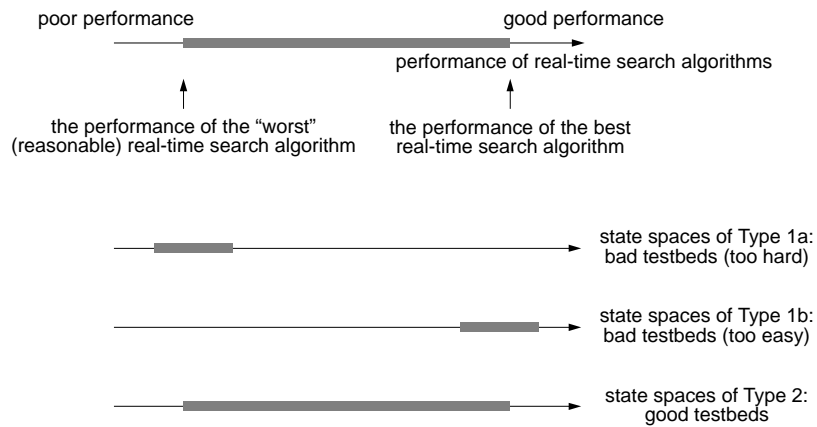 poor performance
good performance
performance of real-time search algorithms
the performance of the “worst”
(reasonable) real-time search algorithm
the performance of the best
real-time search algorithm
state spaces of Type 1a:
bad testbeds (too hard)
state spaces of Type 1b:
bad testbeds (too easy)
state spaces of Type 2:
good testbeds